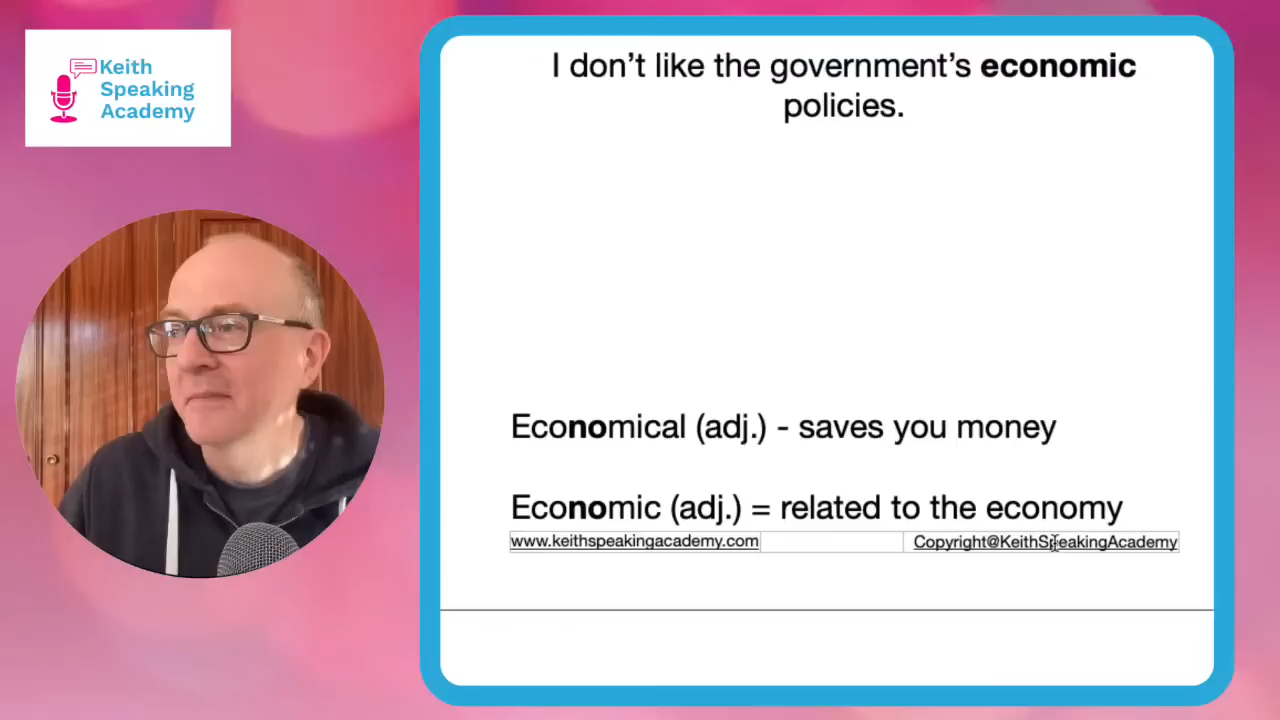 Keith
Speaking
Academy
I don’t like the government’s economic
policies.
Economical (adj.) - saves you money
Economic (adj.) = related to the economy
www.keithspeakingacademy.com
Copyright@KeithSpeakingAcademy